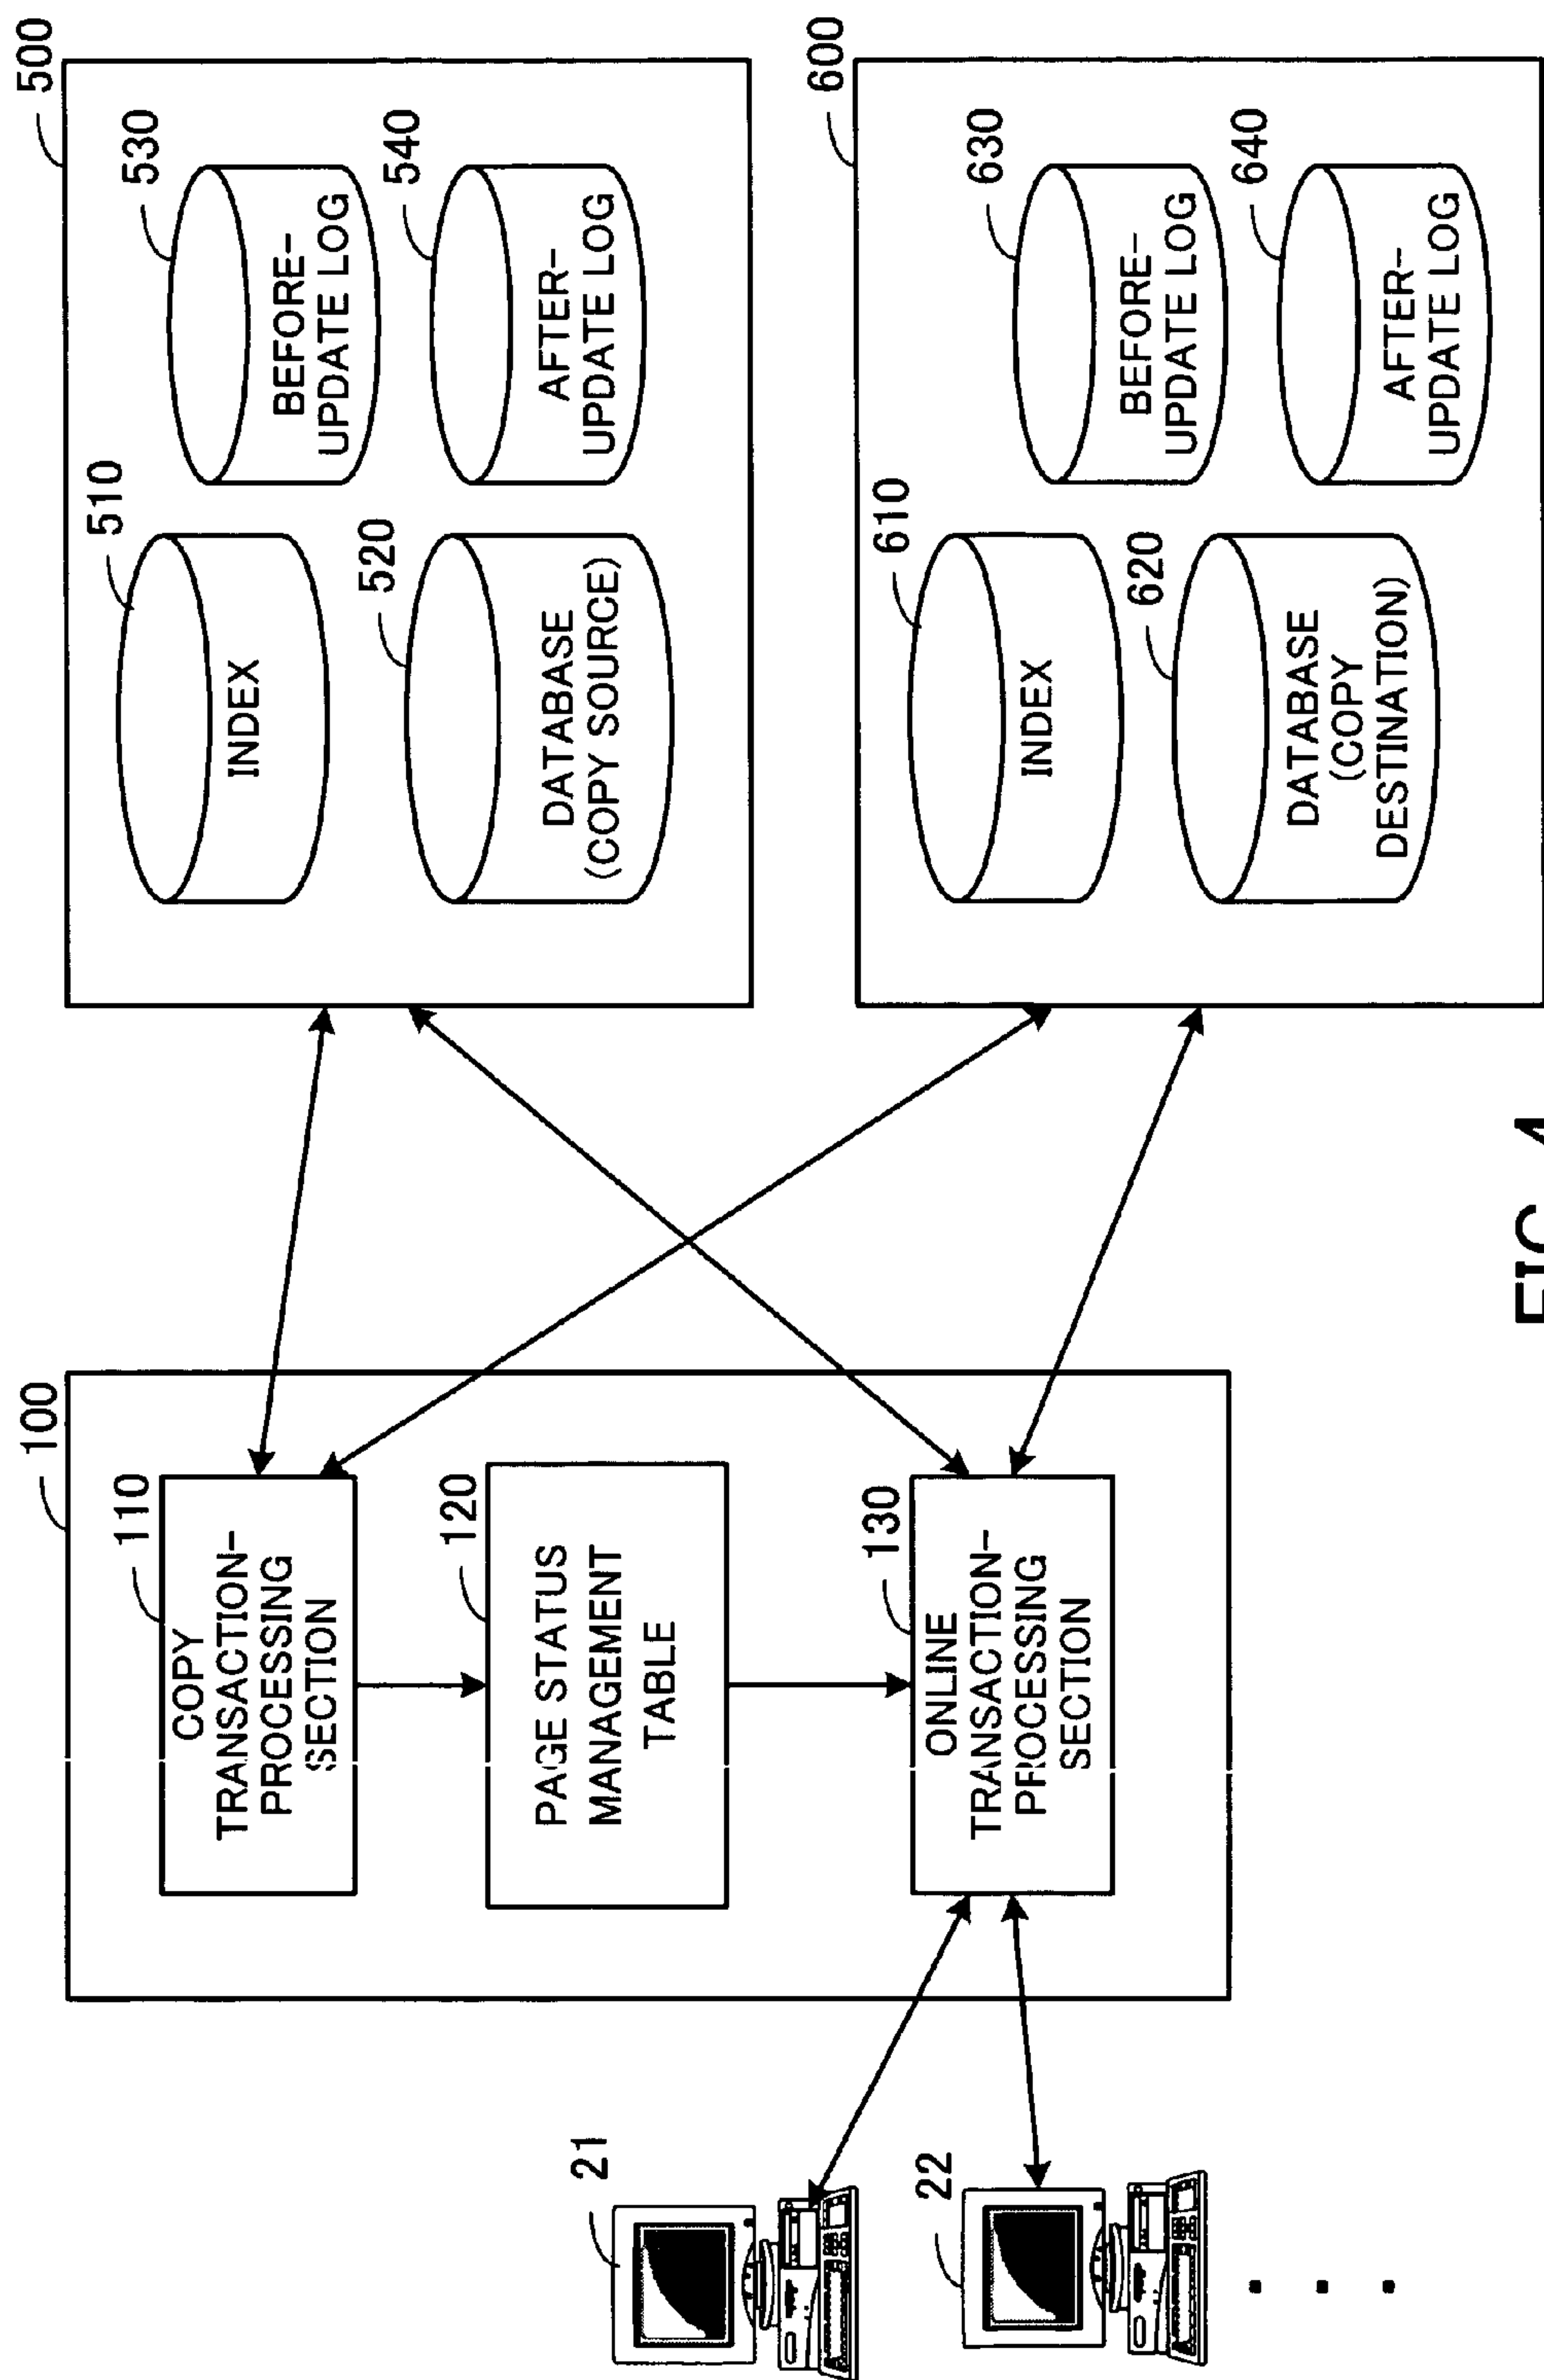 100
110
COPY
TRANSACTION-
PROCESSING
SECTION
120
PAGE STATUS
MANAGEMENT
TABLE
130
ONLINE
TRANSACTION-
PROCESSING
SECTION
21
22
500
510
INDEX
520
DATABASE
(COPY SOURCE)
530
BEFORE-
UPDATE LOG
540
AFTER-
UPDATE LOG
600
610
INDEX
620
DATABASE
(COPY
DESTINATION)
630
BEFORE-
UPDATE LOG
640
AFTER-
UPDATE LOG
FIG. 4